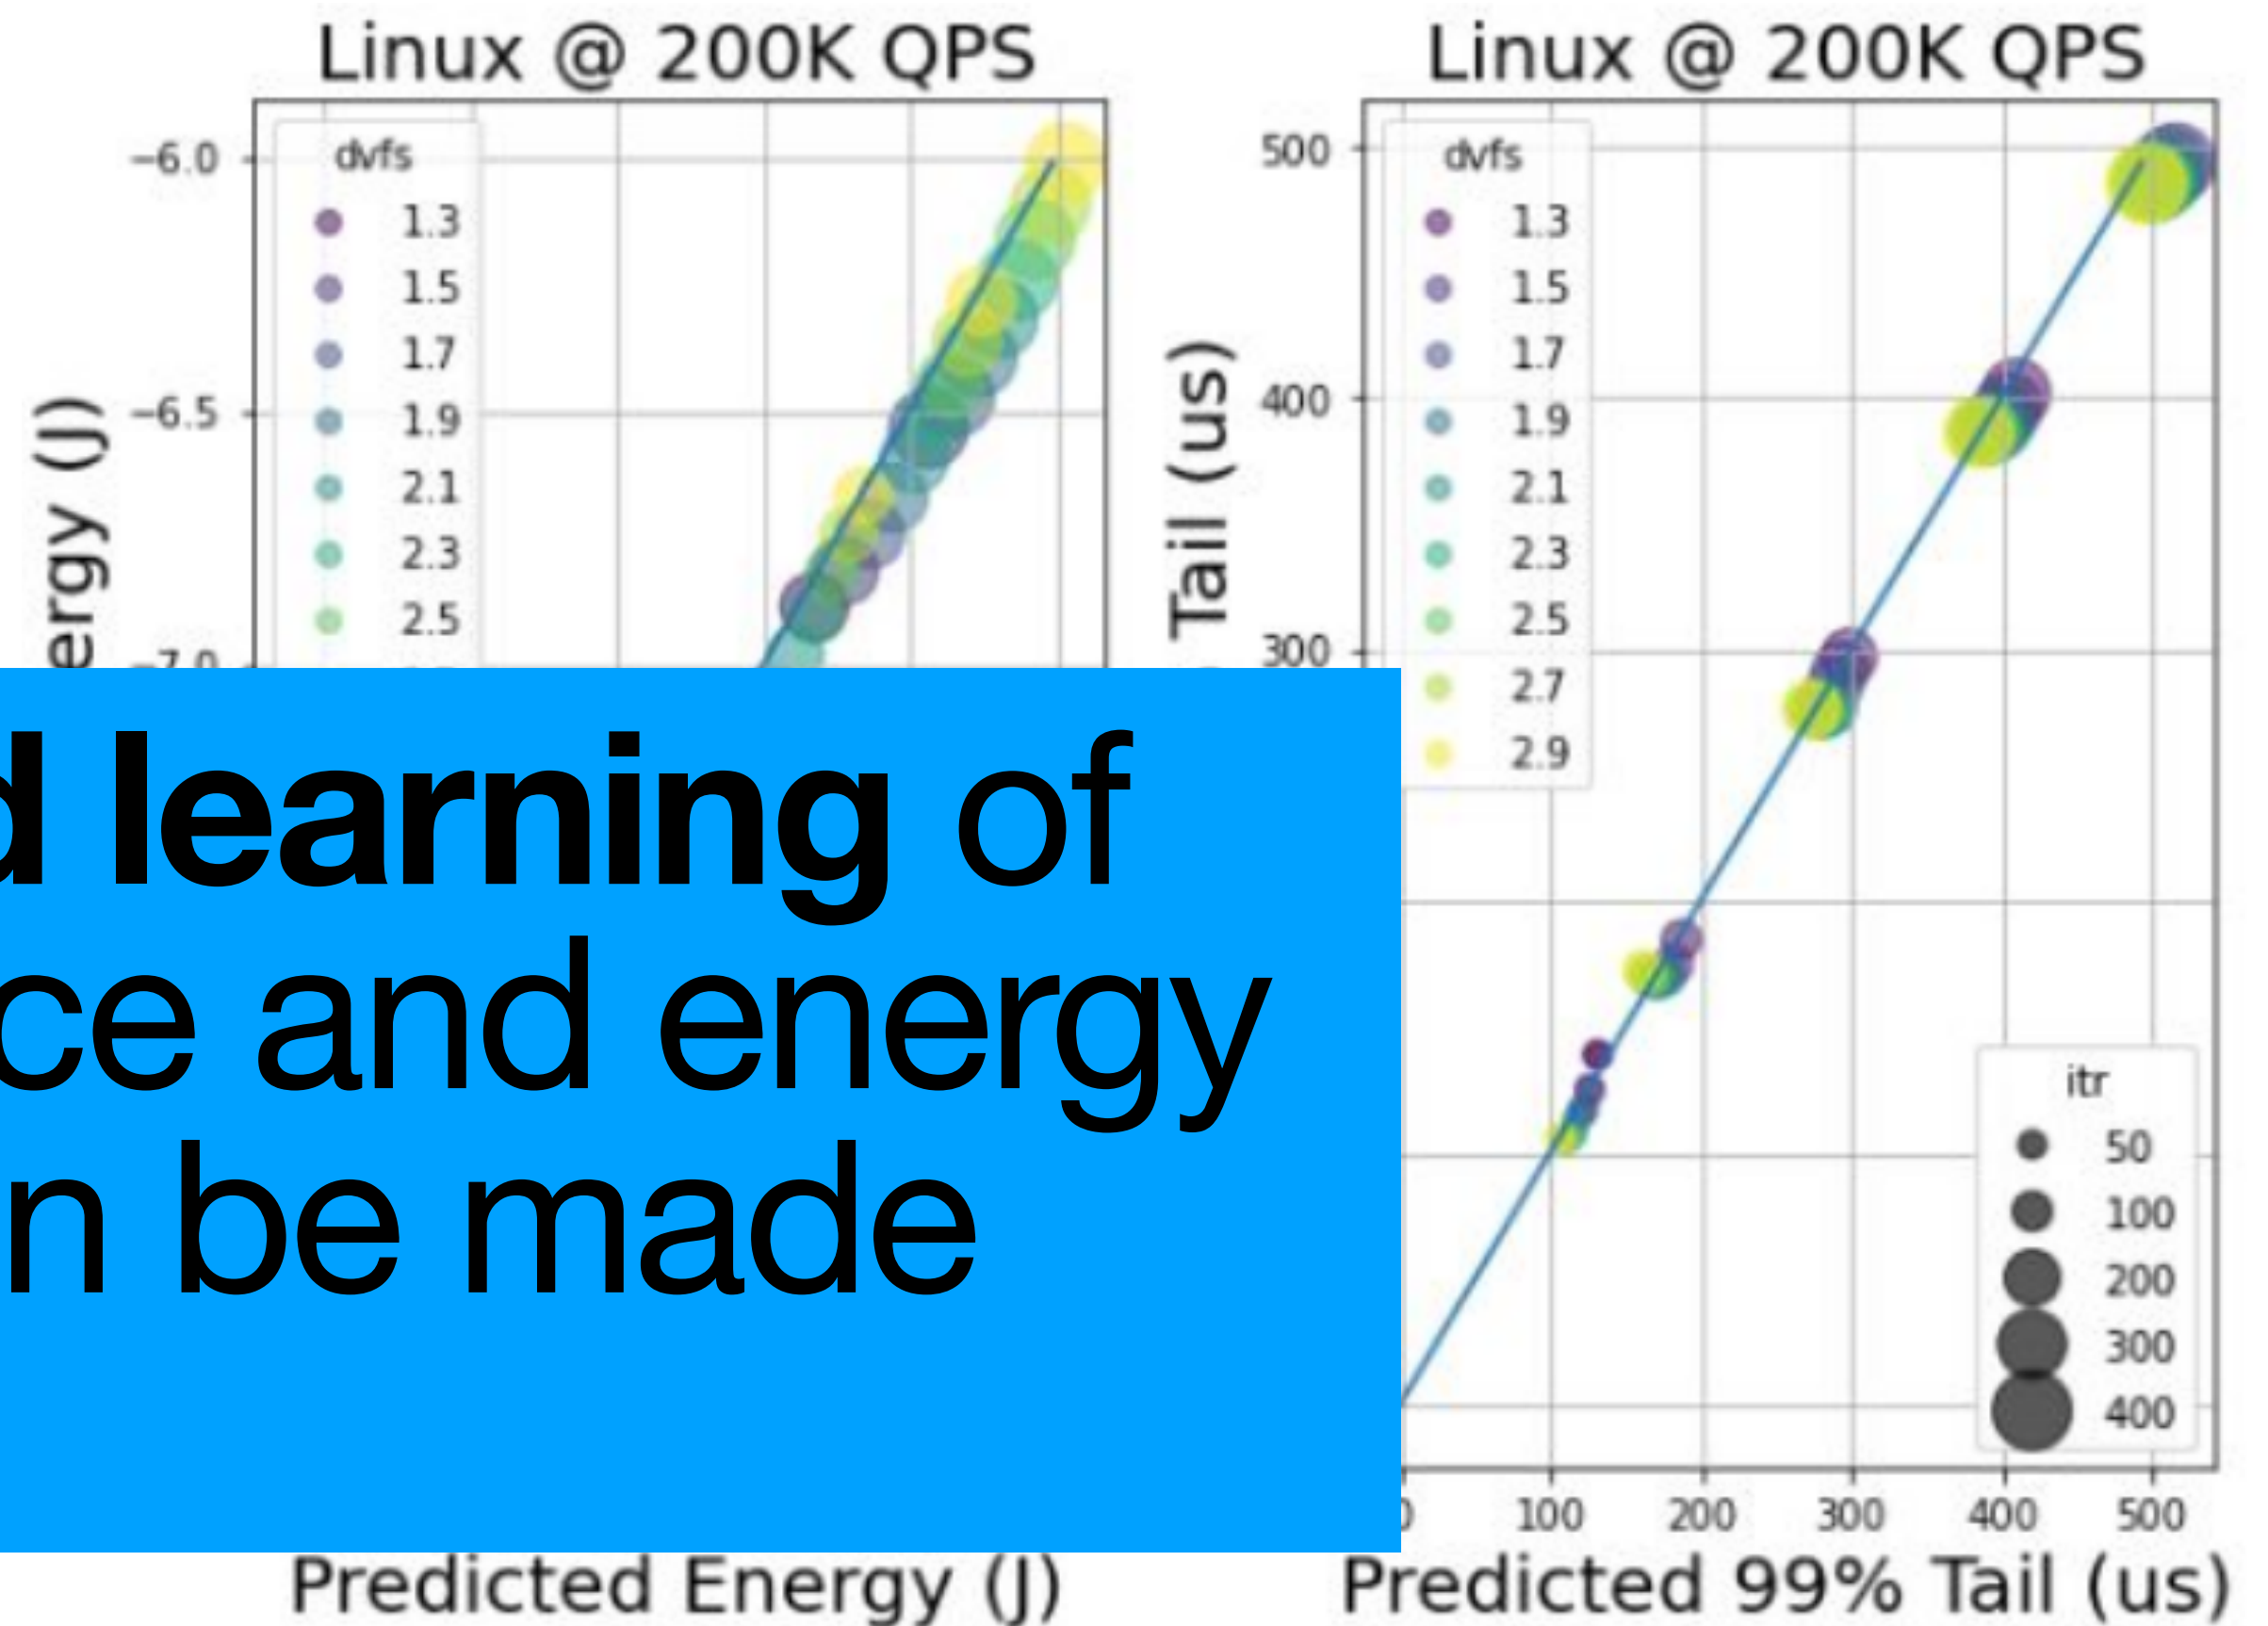 Linux @ 200K QPS
−6.0
−6.5
dvfs
1.3
1.5
1.7
1.9
2.1
2.3
2.5
Predicted Energy (J)
Linux @ 200K QPS
Tail (us)
500
400
300
dvfs
1.3
1.5
1.7
1.9
2.1
2.3
2.5
2.7
2.9
itr
50
100
200
300
400
100 200 300 400 500
Predicted 99% Tail (us)
learning of
and energy
be made